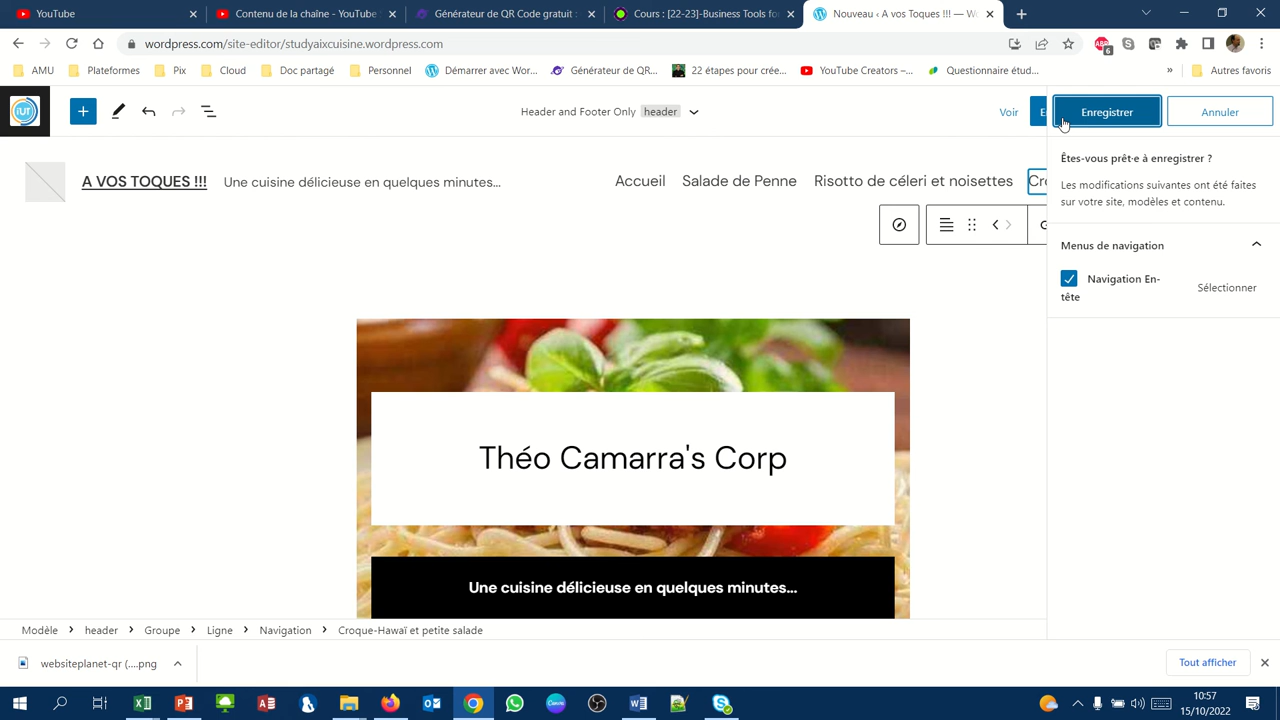 YouTube
Contenu de la chaîne - YouTube S
Générateur de QR Code gratuit :
Cours : [22-23]-Business Tools for
Nouveau ‹ A vos Toques !!! — W
wordpress.com/site-editor/studyaixcuisine.wordpress.com
ABP
6
AMU
Plateformes
Pix
Cloud
Doc partagé
Personnel
Démarrer avec Wor...
Générateur de QR...
22 étapes pour crée...
YouTube Creators –...
Questionnaire étud...
»
Autres favoris
iUT
Header and Footer Only header
Voir
E
Enregistrer
Annuler
A VOS TOQUES !!!
Une cuisine délicieuse en quelques minutes...
Accueil
Salade de Penne
Risotto de céleri et noisettes
Cro
Êtes-vous prêt·e à enregistrer ?
Les modifications suivantes ont été faites
sur votre site, modèles et contenu.
Menus de navigation
Navigation En-
tête
Sélectionner
Théo Camarra's Corp
Une cuisine délicieuse en quelques minutes...
Modèle
header
Groupe
Ligne
Navigation
Croque-Hawaï et petite salade
websiteplanet-qr (....png
Tout afficher
10:57
15/10/2022